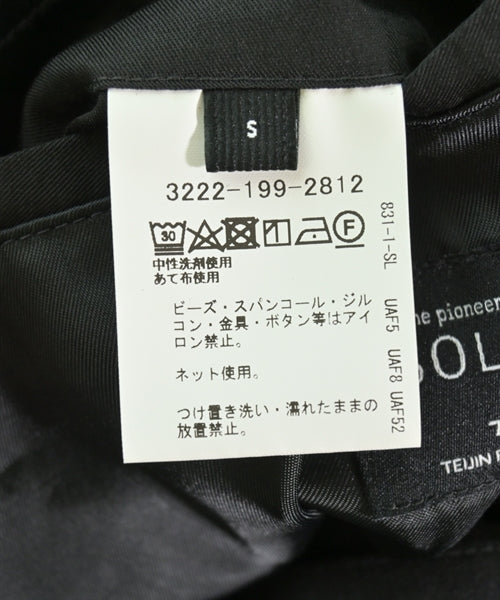 S
3222-199-2812
30
F
中性洗剤使用
あて布使用
ビーズ・スパンコール・ジル
コン・金具・ボタン等はアイ
ロン禁止。
ネット使用。
つけ置き洗い・濡れたままの
放置禁止。
831-1-SL UAF5 UAF8 UAF52
he pioneer
SOL
TEIJIN